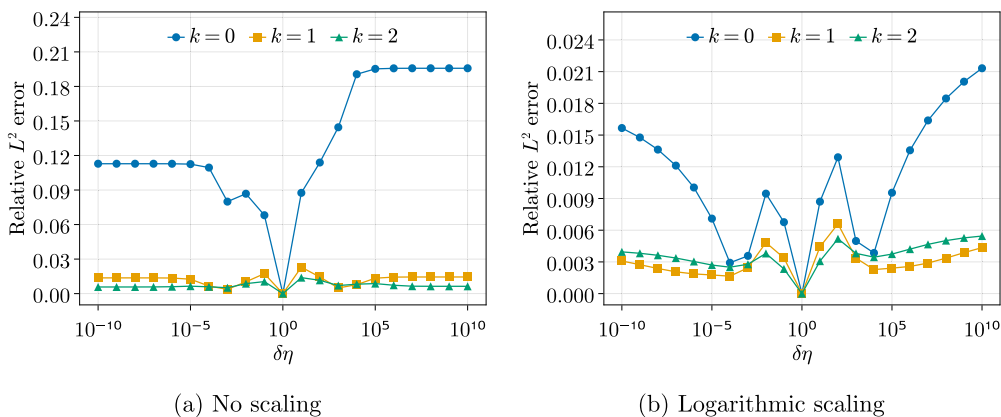 k = 0 k = 1 k = 2
Relative L² error
0.24
0.21
0.18
0.15
0.12
0.09
0.06
0.03
0.00
10⁻¹⁰ 10⁻⁵ 10⁰ 10⁵ 10¹⁰
δη
(a) No scaling
k = 0 k = 1 k = 2
Relative L² error
0.024
0.021
0.018
0.015
0.012
0.009
0.006
0.003
0.000
10⁻¹⁰ 10⁻⁵ 10⁰ 10⁵ 10¹⁰
δη
(b) Logarithmic scaling